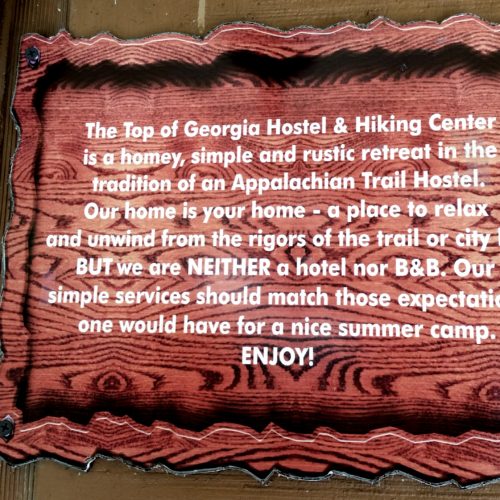 The Top of Georgia Hostel & Hiking Center
is a homey, simple and rustic retreat in the
tradition of an Appalachian Trail Hostel.
Our home is your home - a place to relax
and unwind from the rigors of the trail or city
BUT we are NEITHER a hotel nor B&B. Our
simple services should match those
one would have for a nice summer camp.
ENJOY!